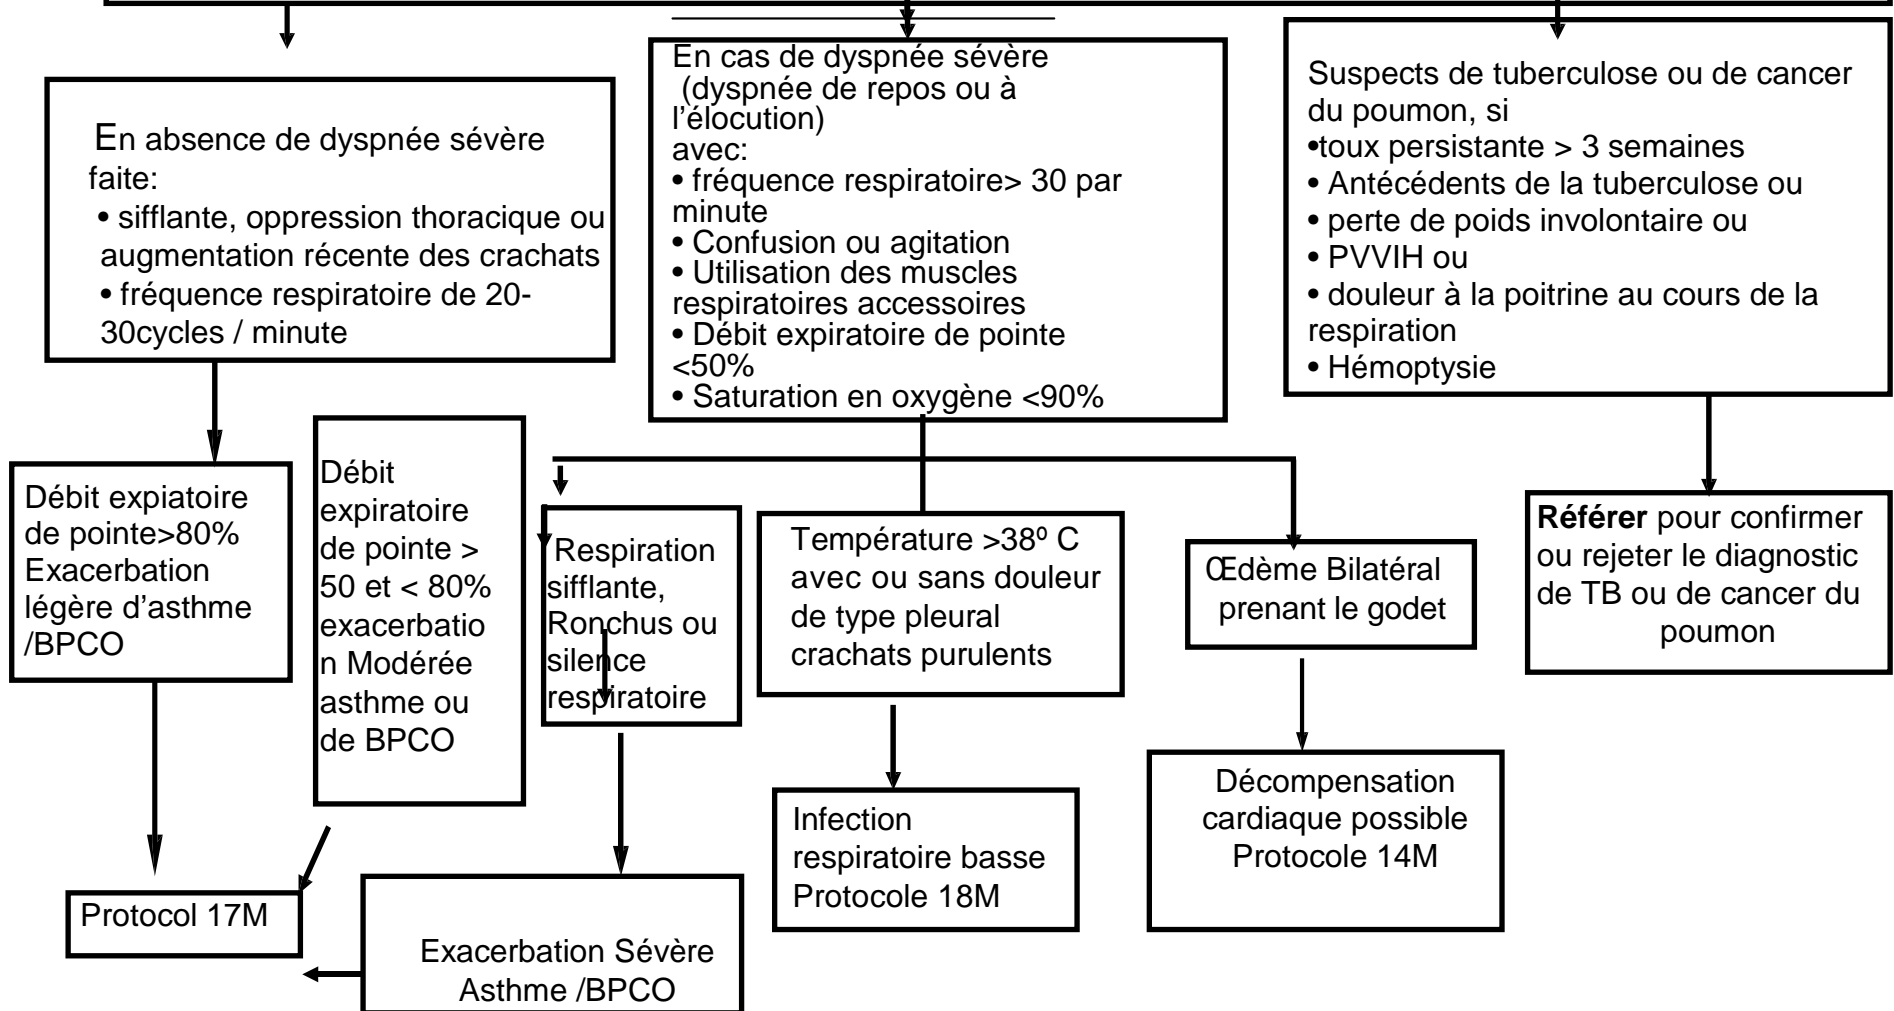 En absence de dyspnée sévère
faite:
• sifflante, oppression thoracique ou
augmentation récente des crachats
• fréquence respiratoire de 20-
30cycles / minute
En cas de dyspnée sévère
(dyspnée de repos ou à
l’élocution)
avec:
• fréquence respiratoire> 30 par
minute
• Confusion ou agitation
• Utilisation des muscles
respiratoires accessoires
• Débit expiratoire de pointe
<50%
• Saturation en oxygène <90%
Suspects de tuberculose ou de cancer
du poumon, si
•toux persistante > 3 semaines
• Antécédents de la tuberculose ou
• perte de poids involontaire ou
• PVVIH ou
• douleur à la poitrine au cours de la
respiration
• Hémoptysie
Débit expiatoire
de pointe>80%
Exacerbation
légère d’asthme
/BPCO
Débit
expiratoire
de pointe >
50 et < 80%
exacerbatio
n Modérée
asthme ou
de BPCO
Respiration
sifflante,
Ronchus ou
silence
respiratoire
Température >38º C
avec ou sans douleur
de type pleural
crachats purulents
Œdème Bilatéral
prenant le godet
Référer pour confirmer
ou rejeter le diagnostic
de TB ou de cancer du
poumon
Protocol 17M
Exacerbation Sévère
Asthme /BPCO
Infection
respiratoire basse
Protocole 18M
Décompensation
cardiaque possible
Protocole 14M